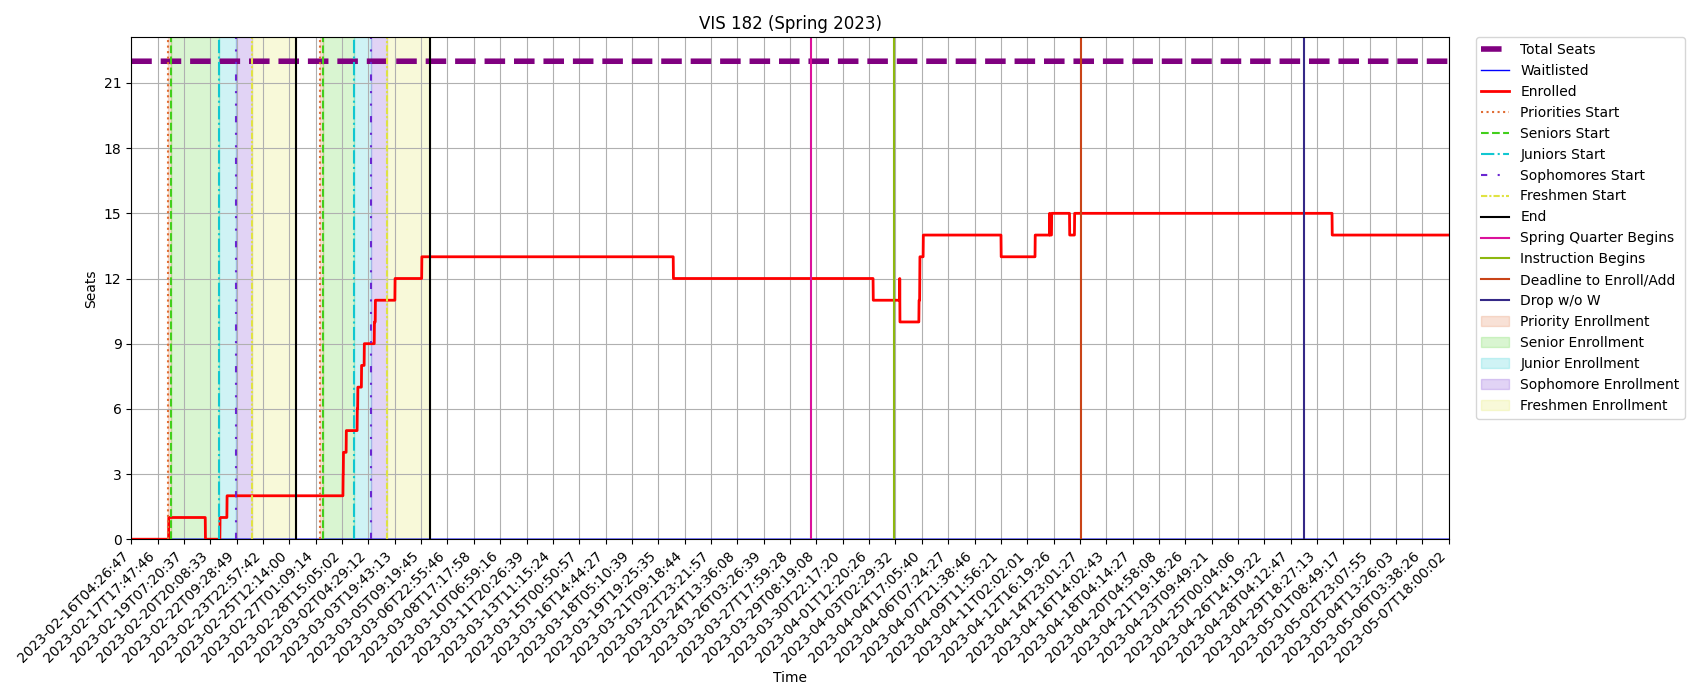 VIS 182 (Spring 2023)
Seats
21
18
15
12
9
6
3
0
2023-02-16T04:26:47
2023-02-17T17:47:46
2023-02-19T07:20:37
2023-02-20T20:08:33
2023-02-22T09:28:49
2023-02-23T22:57:42
2023-02-25T12:14:00
2023-02-27T01:09:14
2023-02-28T15:05:02
2023-03-02T04:29:12
2023-03-03T19:43:13
2023-03-05T09:19:45
2023-03-06T22:55:46
2023-03-08T17:17:58
2023-03-10T06:59:16
2023-03-11T20:26:39
2023-03-13T11:15:24
2023-03-15T00:50:57
2023-03-16T14:44:27
2023-03-18T05:10:39
2023-03-19T19:25:35
2023-03-21T09:18:44
2023-03-22T23:21:57
2023-03-24T13:36:08
2023-03-26T03:26:39
2023-03-27T17:59:28
2023-03-29T08:19:08
2023-03-30T22:17:20
2023-04-01T12:20:26
2023-04-03T02:29:32
2023-04-04T17:05:40
2023-04-06T07:24:27
2023-04-07T21:38:46
2023-04-09T11:56:21
2023-04-11T02:02:01
2023-04-12T16:19:26
2023-04-14T23:01:27
2023-04-16T14:02:43
2023-04-18T04:14:27
2023-04-20T04:58:08
2023-04-21T19:18:26
2023-04-23T09:49:21
2023-04-25T00:04:06
2023-04-26T14:19:22
2023-04-28T04:12:47
2023-04-29T18:27:13
2023-05-01T08:49:17
2023-05-02T23:07:55
2023-05-04T13:26:03
2023-05-06T03:38:26
2023-05-07T18:00:02
Time
Total Seats
Waitlisted
Enrolled
Priorities Start
Seniors Start
Juniors Start
Sophomores Start
Freshmen Start
End
Spring Quarter Begins
Instruction Begins
Deadline to Enroll/Add
Drop w/o W
Priority Enrollment
Senior Enrollment
Junior Enrollment
Sophomore Enrollment
Freshmen Enrollment